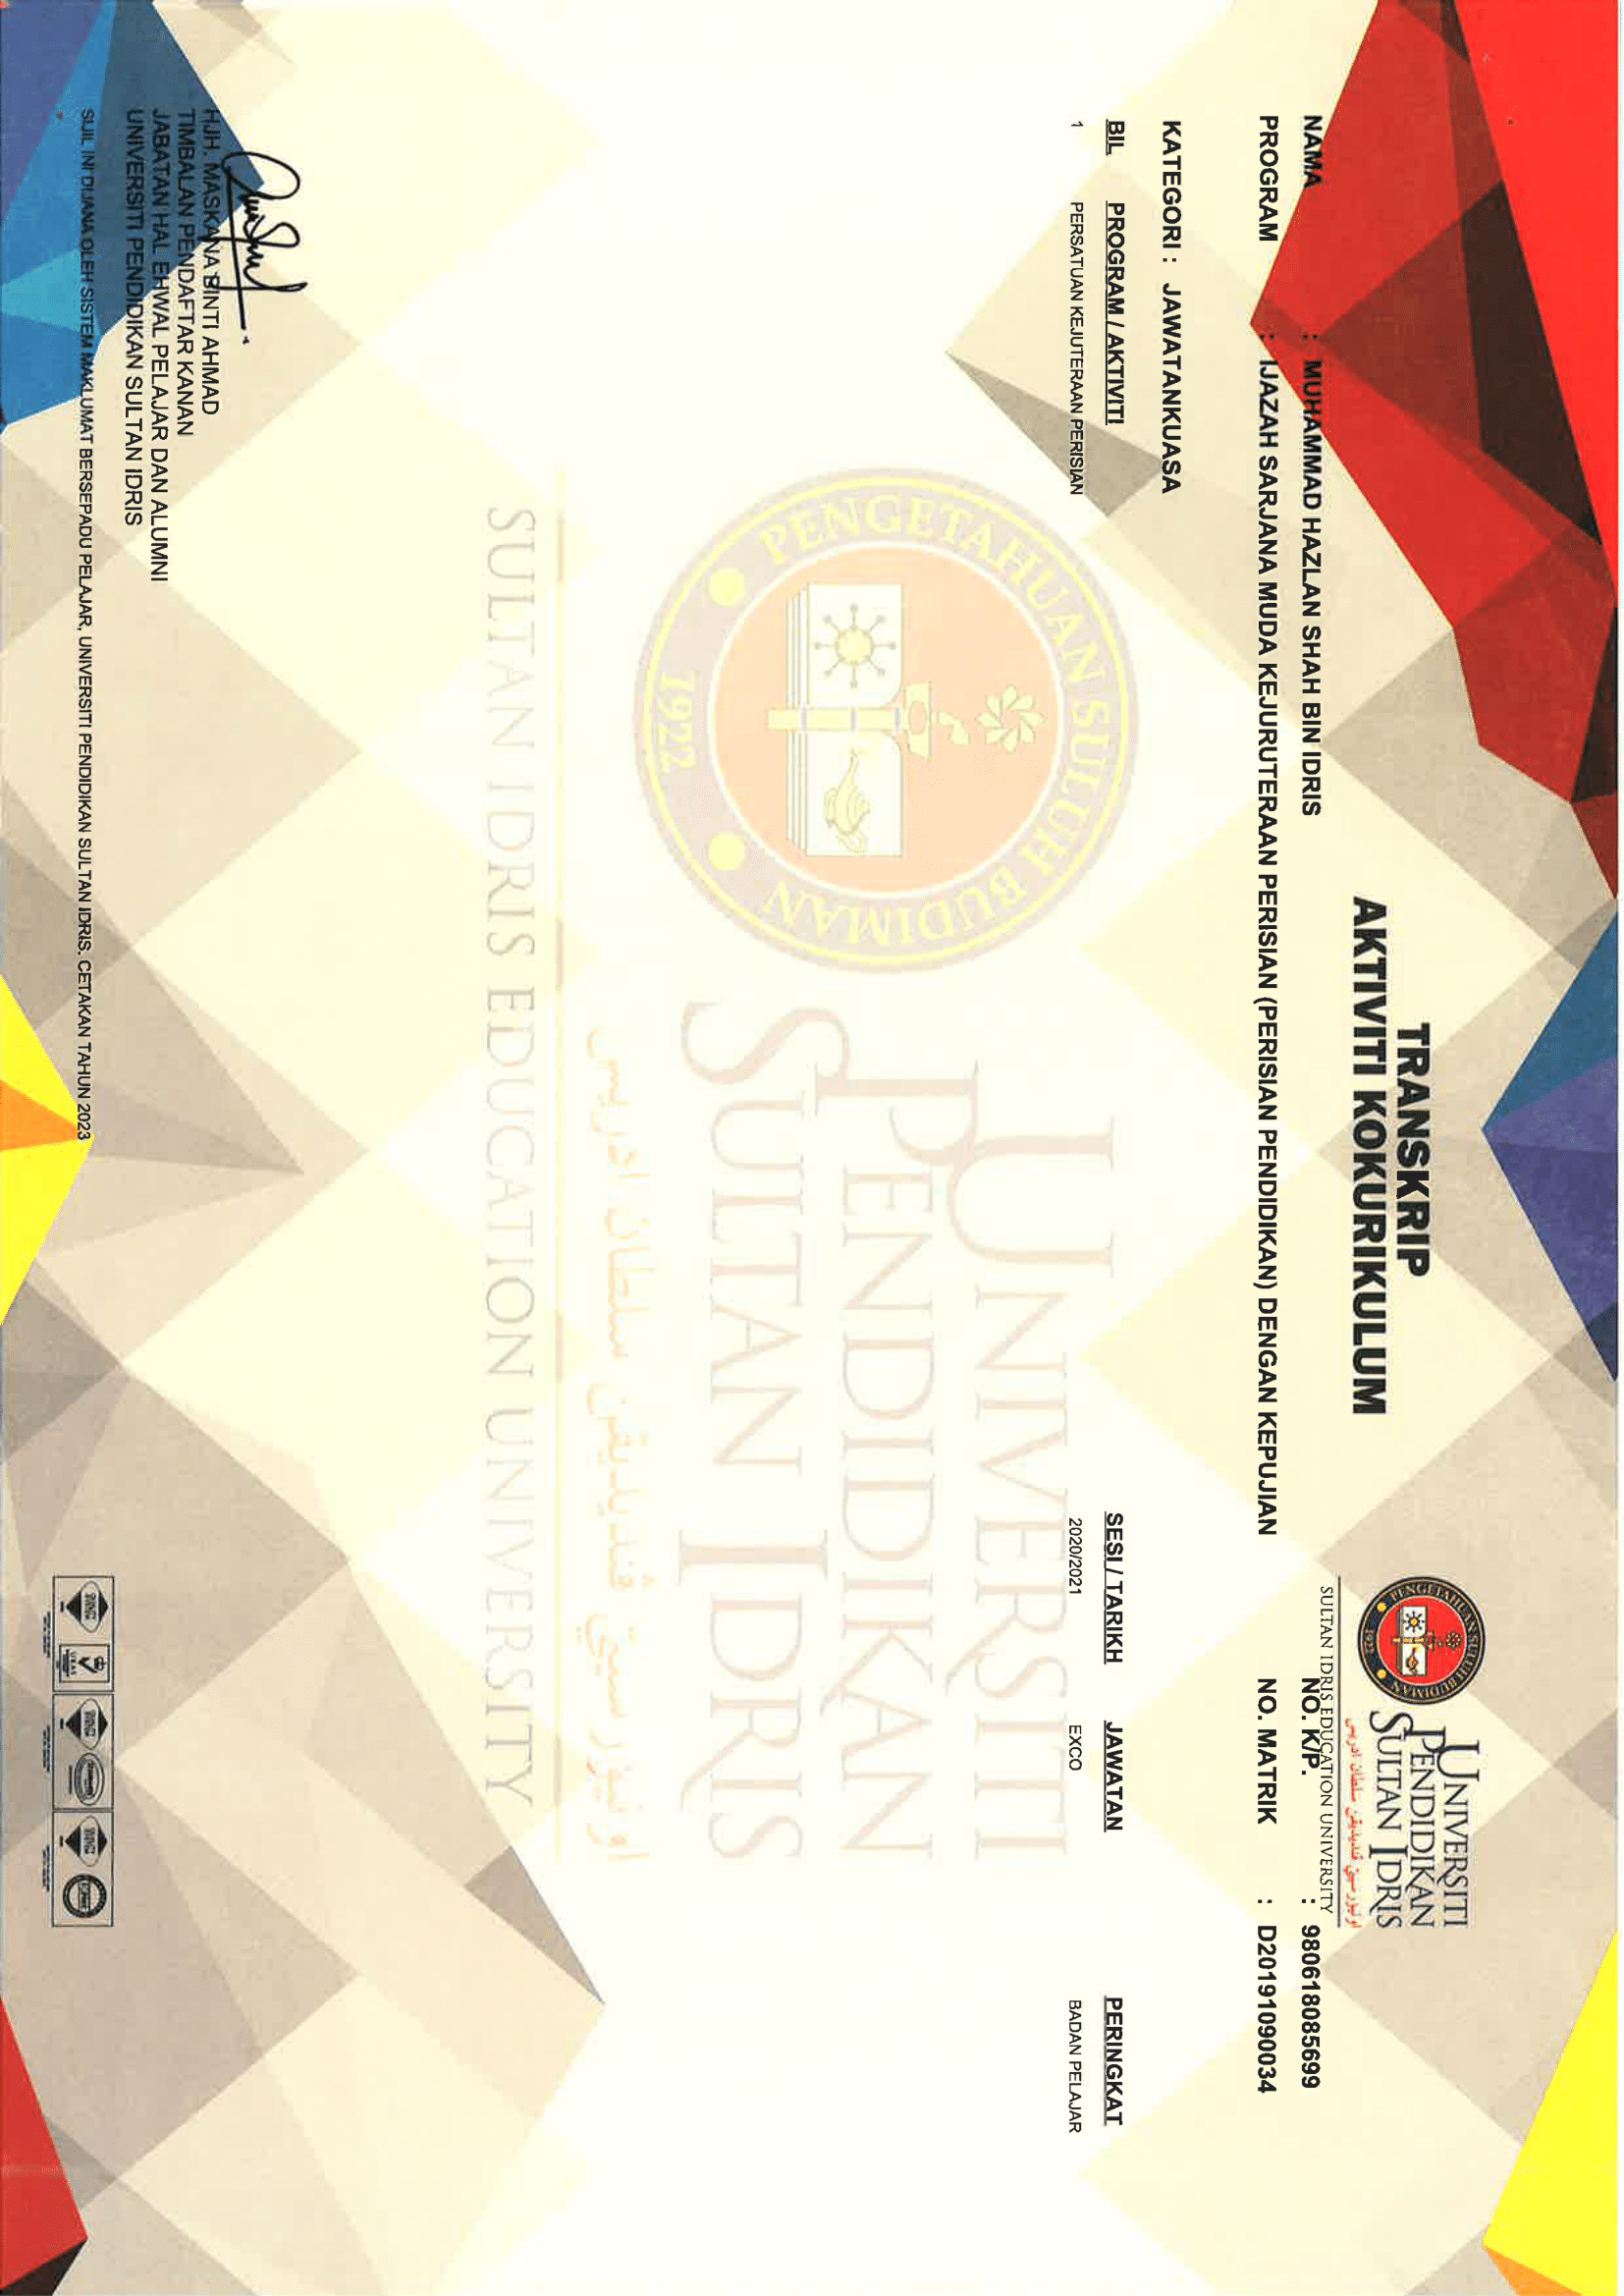 TRANSKRIP
AKTIVITI KOKURIKULUM
PENGETAHUAN SULUH BUDIMAN
1922
UNIVERSITI
PENDIDIKAN
SULTAN IDRIS
اونيۏرسيتي ڤنديديقن سلطان ادريس
SULTAN IDRIS EDUCATION UNIVERSITY
NAMA : MUHAMMAD HAZLAN SHAH BIN IDRIS NO. K/P. : 980618085699
PROGRAM : IJAZAH SARJANA MUDA KEJURUTERAAN PERISIAN (PERISIAN PENDIDIKAN) DENGAN KEPUJIAN NO. MATRIK : D20191090034
KATEGORI : JAWATANKUASA
BIL PROGRAM / AKTIVITI SESI / TARIKH JAWATAN PERINGKAT
1 PERSATUAN KEJUTERAAN PERISIAN 2020/2021 EXCO BADAN PELAJAR
PENGETAHUAN SULUH BUDIMAN
1922
UNIVERSITI
PENDIDIKAN
SULTAN IDRIS
اونيۏرسيتي ڤنديديقن سلطان ادريس
SULTAN IDRIS EDUCATION UNIVERSITY
HJH. MASKANA BINTI AHMAD
TIMBALAN PENDAFTAR KANAN
JABATAN HAL EHWAL PELAJAR DAN ALUMNI
UNIVERSITI PENDIDIKAN SULTAN IDRIS
SIJIL INI DIJANA OLEH SISTEM MAKLUMAT BERSEPADU PELAJAR, UNIVERSITI PENDIDIKAN SULTAN IDRIS. CETAKAN TAHUN 2023
UKAS